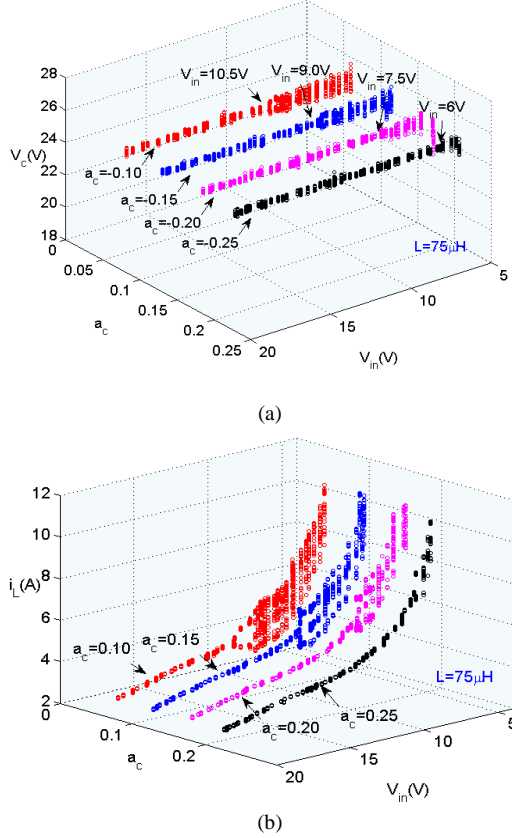 28
26
24
22
20
18
V_c(V)
V_in=10.5V
V_in=9.0V
V_in=7.5V
V_in=6V
a_c=-0.10
a_c=-0.15
a_c=-0.20
a_c=-0.25
L=75μH
0
0.05
0.1
0.15
0.2
0.25
a_c
20
15
10
5
V_in(V)
(a)
12
10
8
6
4
2
i_L(A)
a_c=0.10
a_c=0.15
a_c=0.20
a_c=0.25
L=75μH
0
0.1
0.2
a_c
20
15
10
5
V_in(V)
(b)